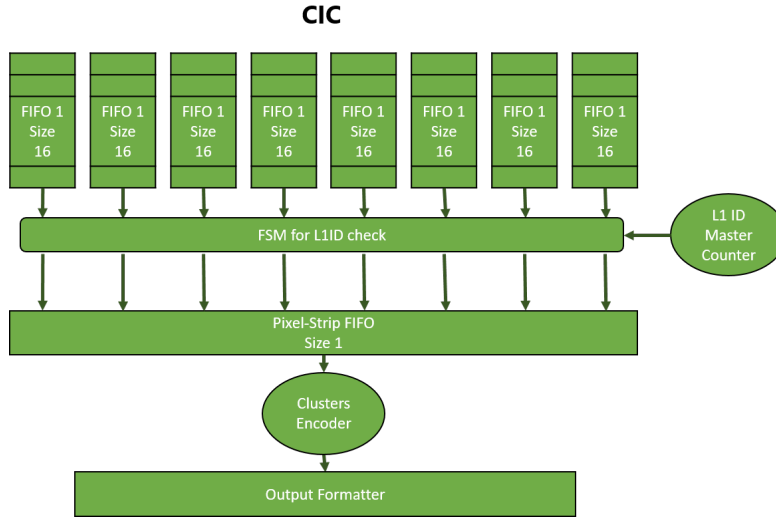 CIC
FIFO 1
Size
16
FIFO 1
Size
16
FIFO 1
Size
16
FIFO 1
Size
16
FIFO 1
Size
16
FIFO 1
Size
16
FIFO 1
Size
16
FIFO 1
Size
16
FSM for L1ID check
L1 ID
Master
Counter
Pixel-Strip FIFO
Size 1
Clusters
Encoder
Output Formatter